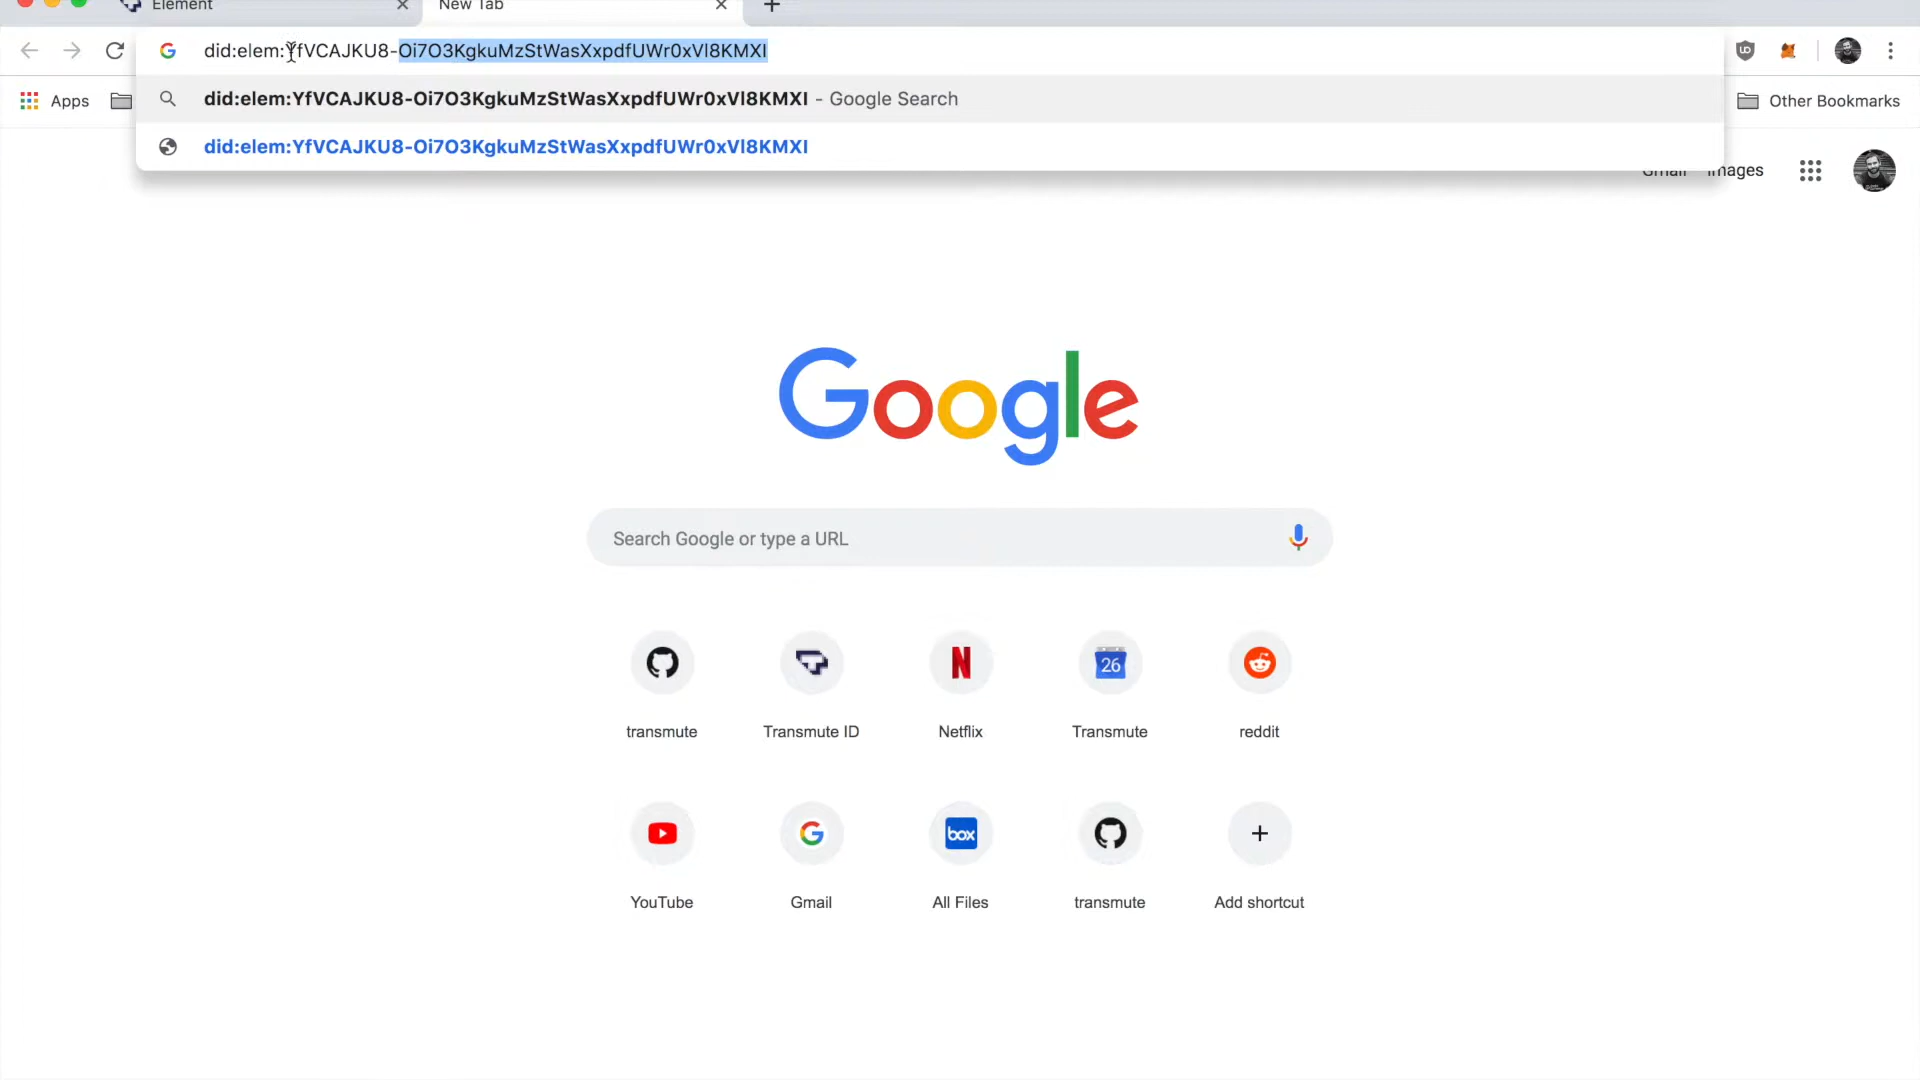 Element
New Tab
did:elem:YfVCAJKU8-Oi7O3KgkuMzStWasXxpdfUWr0xVl8KMXI
Apps
did:elem:YfVCAJKU8-Oi7O3KgkuMzStWasXxpdfUWr0xVl8KMXI - Google Search
Other Bookmarks
did:elem:YfVCAJKU8-Oi7O3KgkuMzStWasXxpdfUWr0xVl8KMXI
Gmail Images
Google
Search Google or type a URL
N
26
transmute
Transmute ID
Netflix
Transmute
reddit
box
YouTube
Gmail
All Files
transmute
Add shortcut